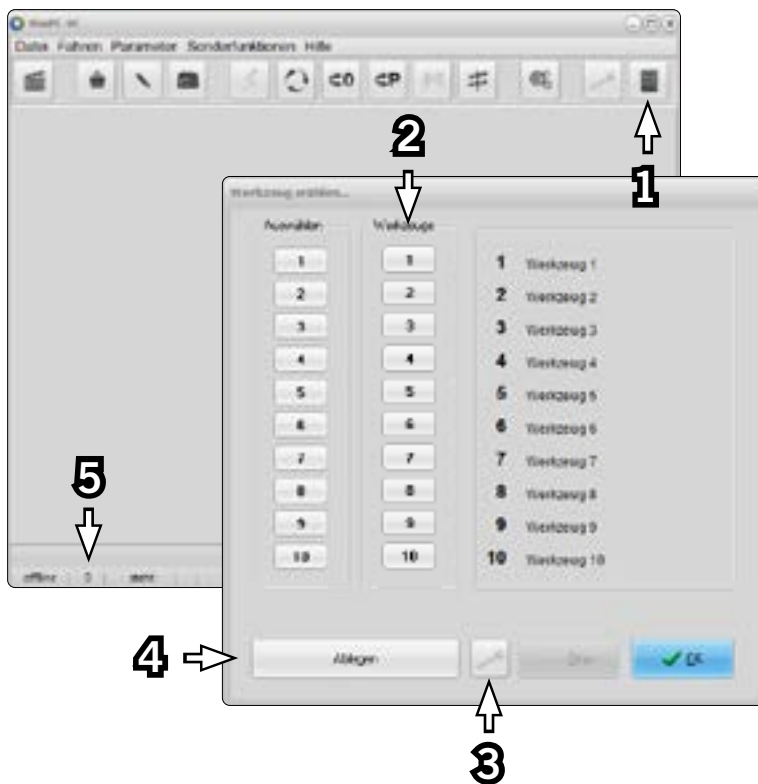 Datei Fahren Parameter Sonderfunktionen Hilfe
C0 CP
2
1
Werkzeug wählen...
Auswählen Werkzeuge
1 1 1 Werkzeug 1
2 2 2 Werkzeug 2
3 3 3 Werkzeug 3
4 4 4 Werkzeug 4
5 5 5 Werkzeug 5
6 6 6 Werkzeug 6
7 7 7 Werkzeug 7
8 8 8 Werkzeug 8
9 9 9 Werkzeug 9
10 10 10 Werkzeug 10
5
offline 0 mm
4
Ablegen OK
3